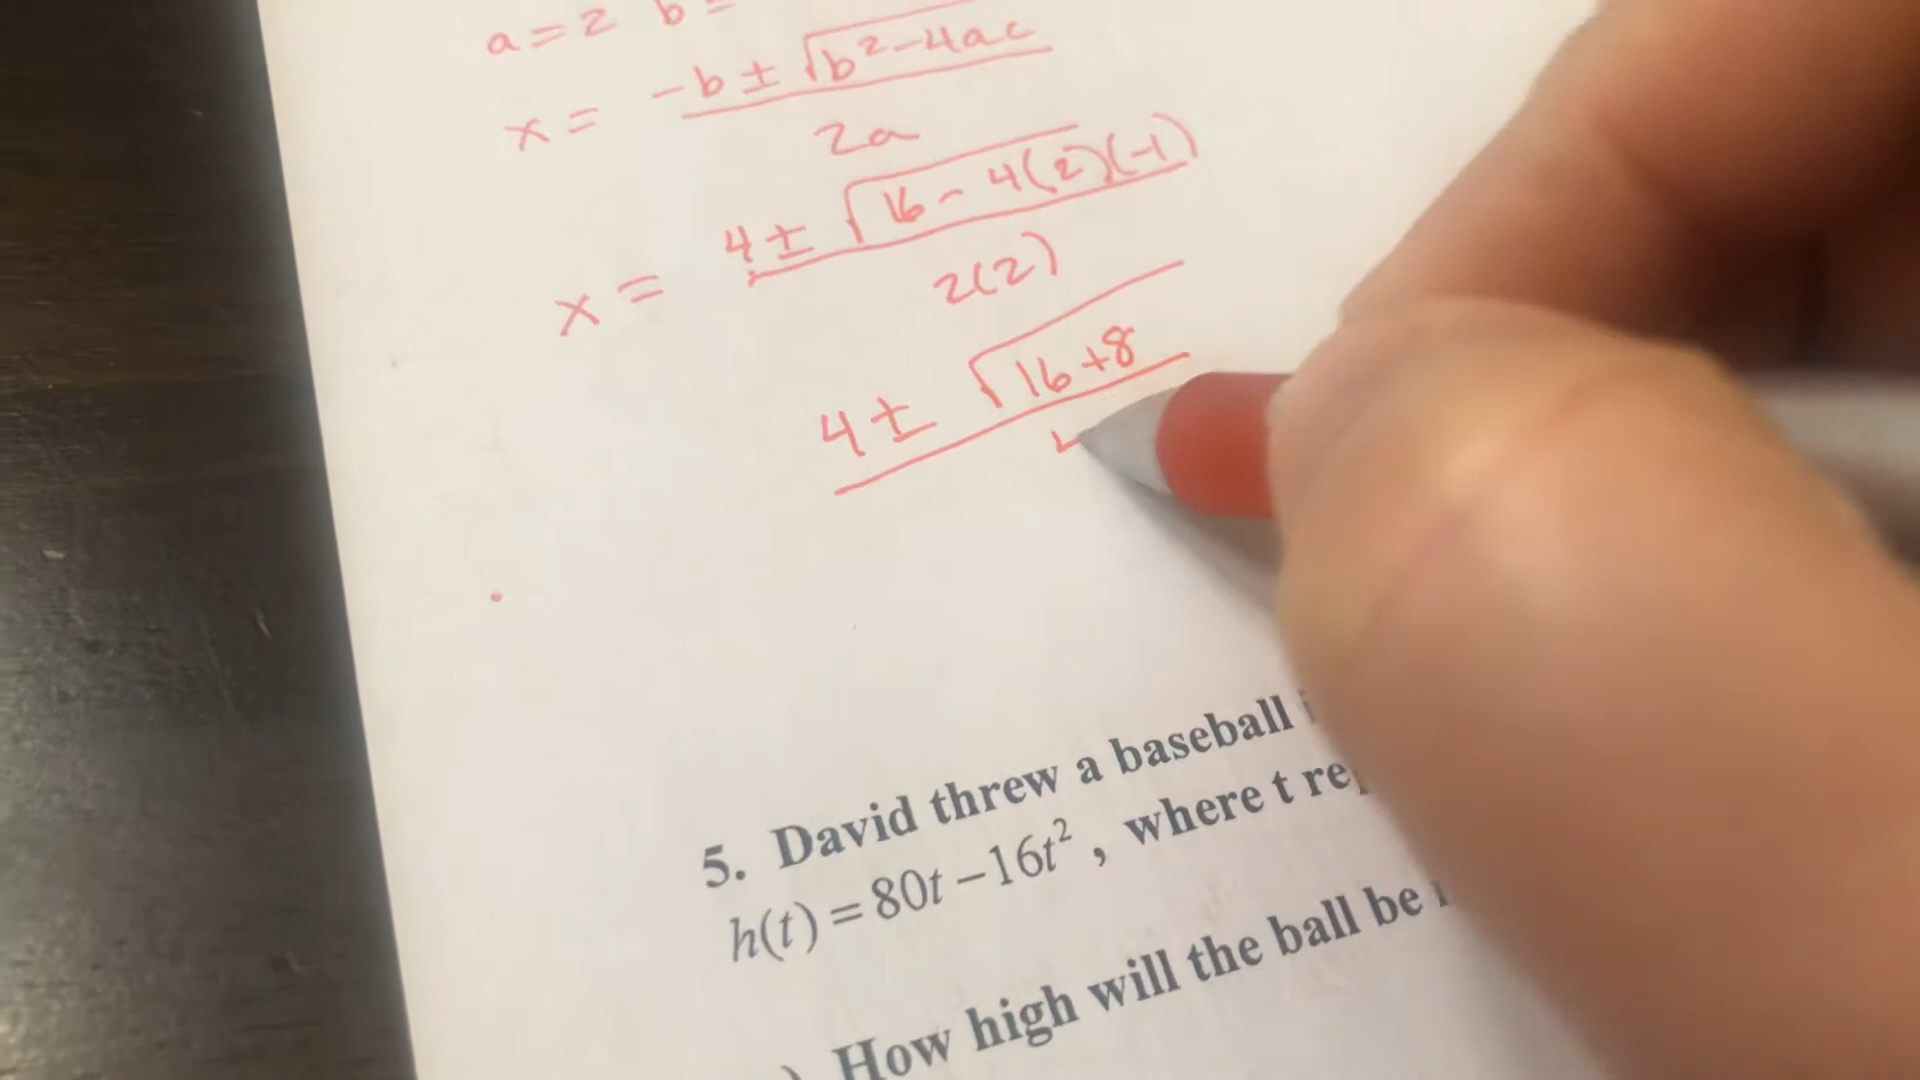 a = 2 b =
x = -b ± √b² - 4ac
2a
x = 4 ± √16 - 4(2)(-1)
2(2)
4 ± √16 + 8
5. David threw a baseball
h(t) = 80t - 16t², where t
How high will the ball be